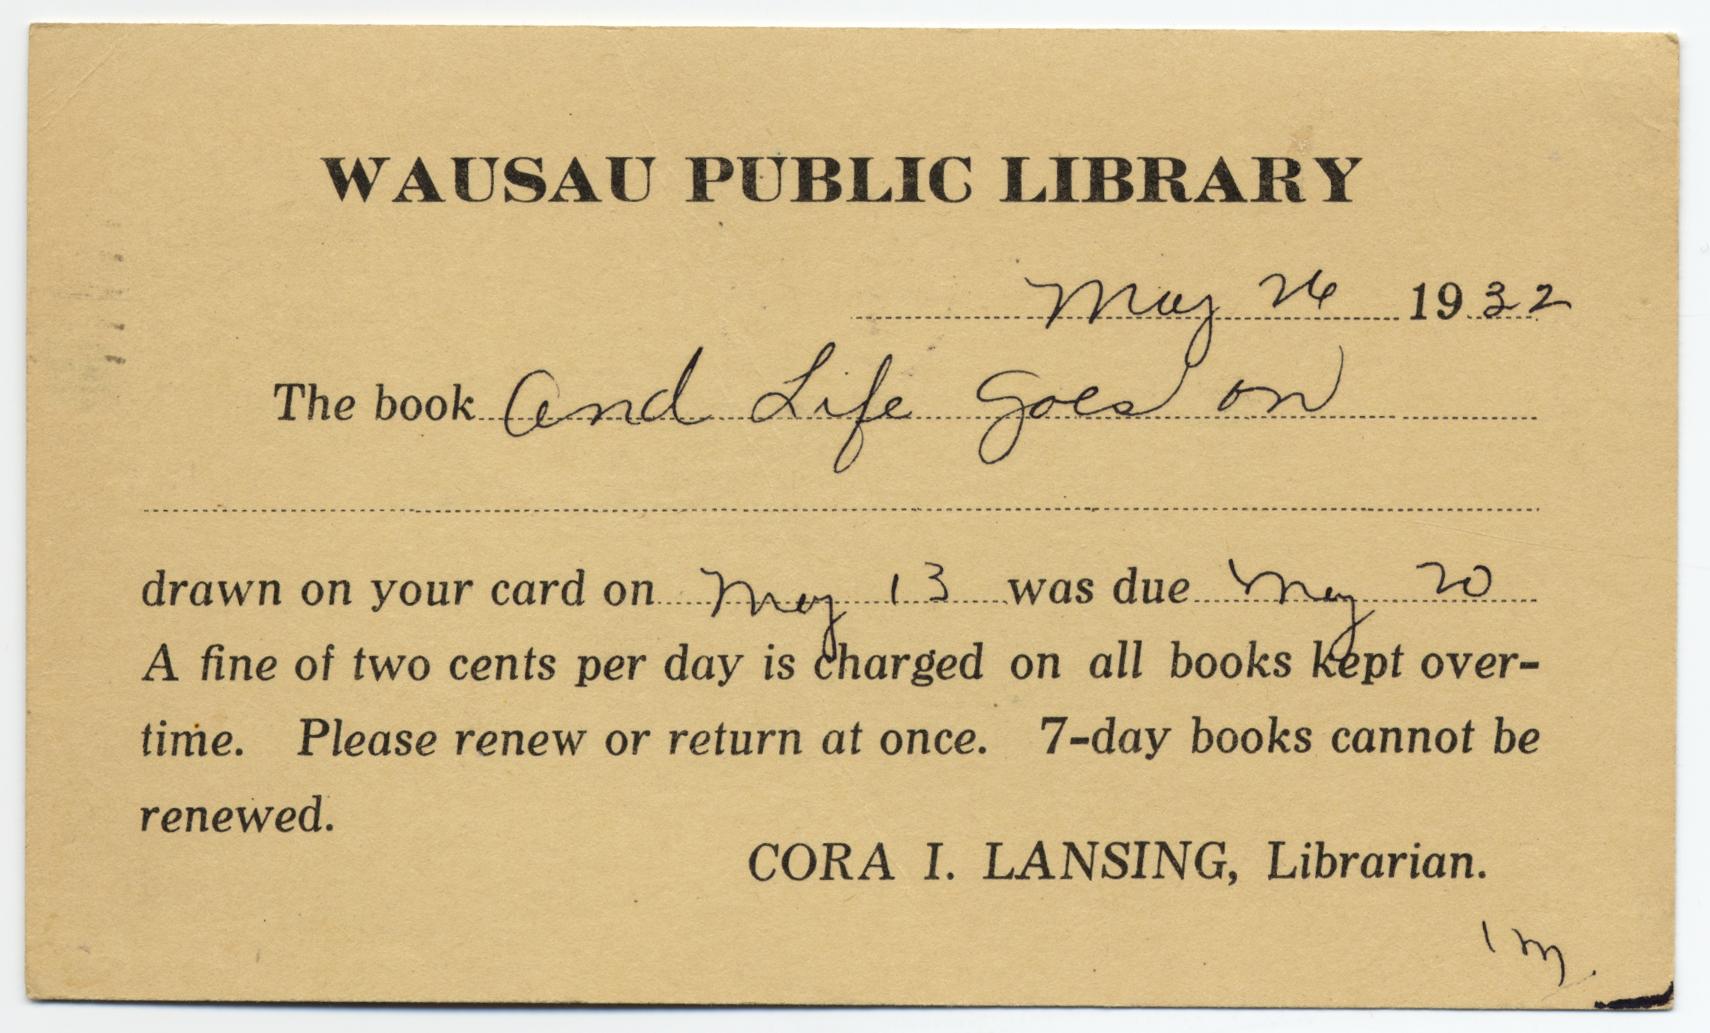 WAUSAU PUBLIC LIBRARY
May 26 1932
The book And Life Goes on
drawn on your card on May 13 was due May 20
A fine of two cents per day is charged on all books kept over-
time. Please renew or return at once. 7-day books cannot be
renewed.
CORA I. LANSING, Librarian.